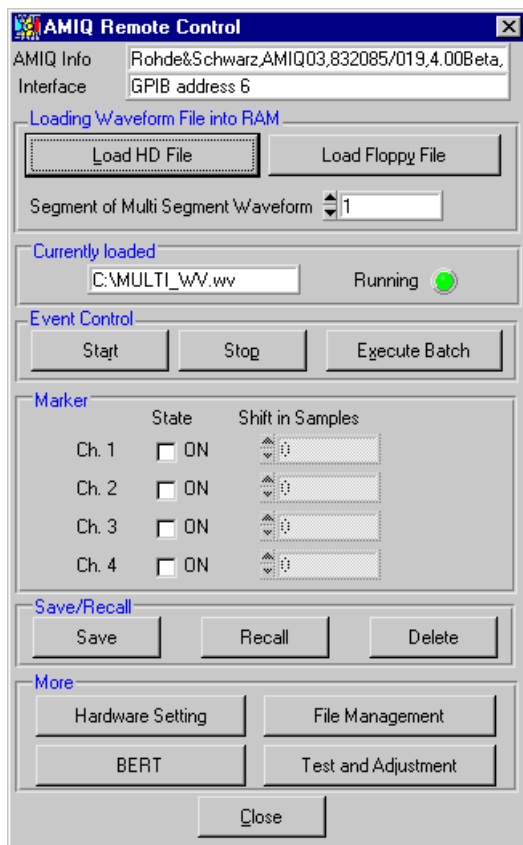 AMIQ Remote Control
AMIQ Info Rohde&Schwarz,AMIQ03,832085/019,4.00Beta,
Interface GPIB address 6
Loading Waveform File into RAM
Load HD File Load Floppy File
Segment of Multi Segment Waveform 1
Currently loaded
C:\MULTI_WV.wv Running
Event Control
Start Stop Execute Batch
Marker
State Shift in Samples
Ch. 1 ON 0
Ch. 2 ON 0
Ch. 3 ON 0
Ch. 4 ON 0
Save/Recall
Save Recall Delete
More
Hardware Setting File Management
BERT Test and Adjustment
Close